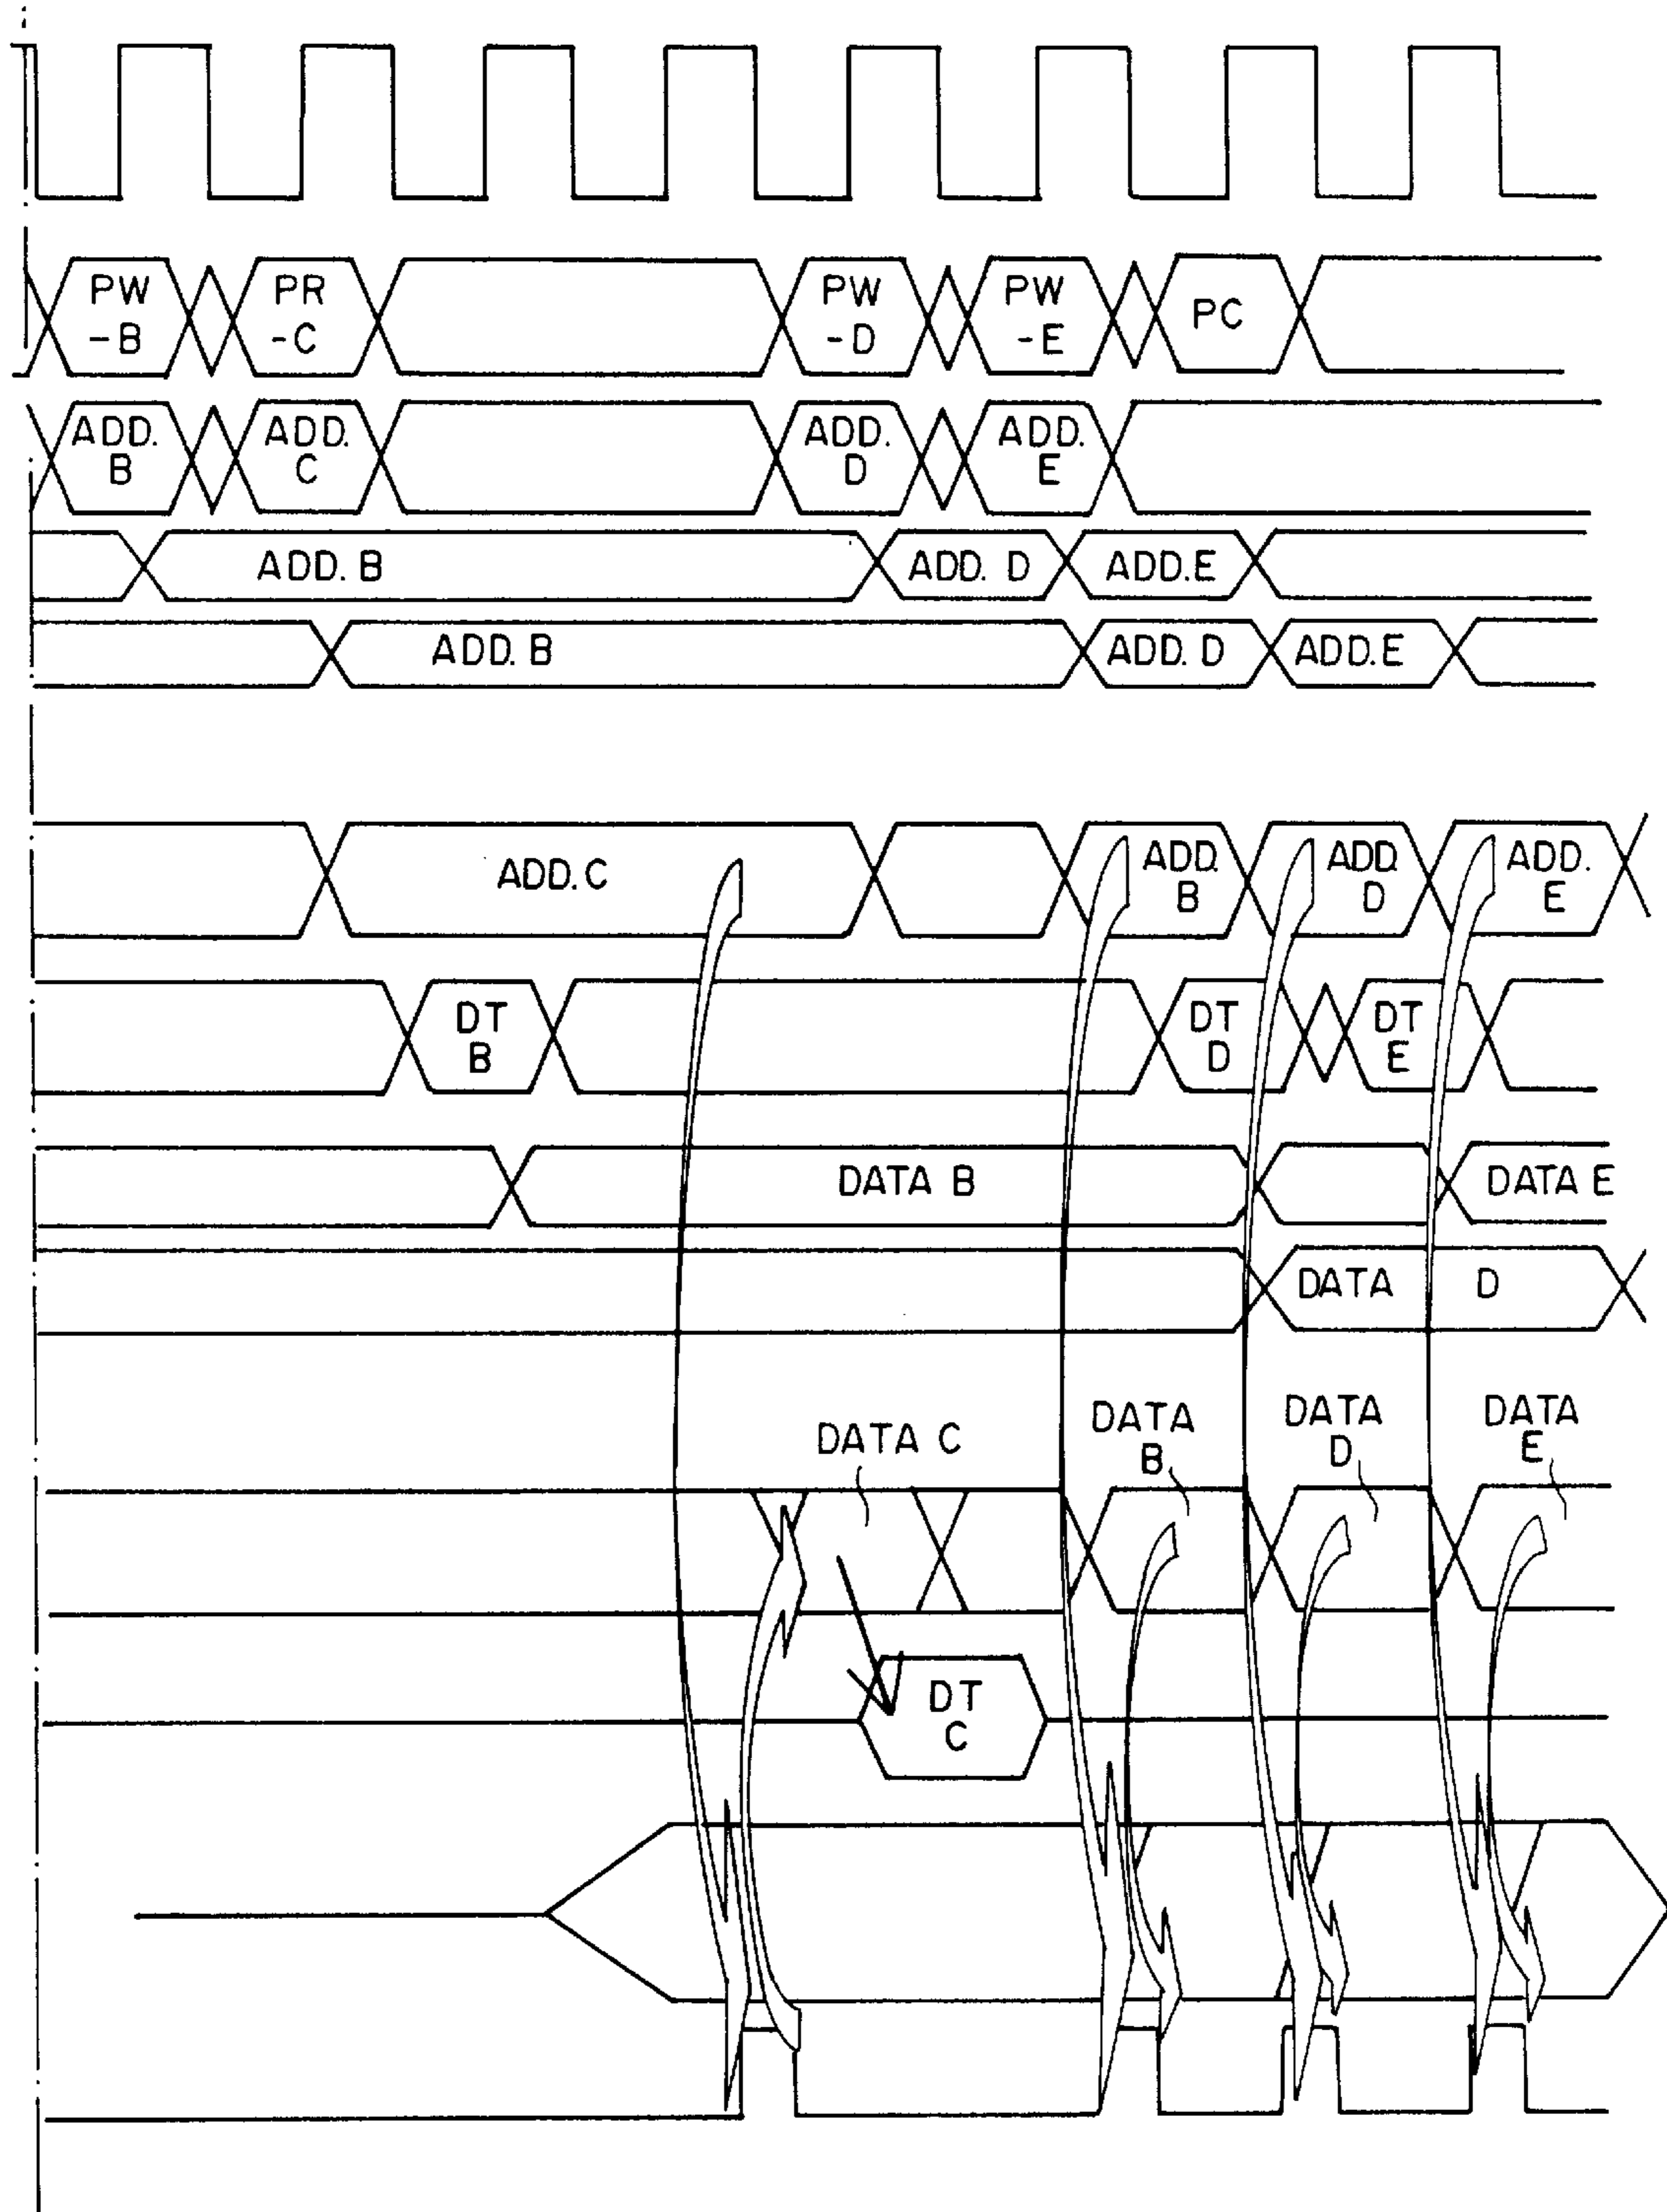 PW
-B
PR
-C
PW
-D
PW
-E
PC
ADD.
B
ADD.
C
ADD.
D
ADD.
E
ADD. B
ADD. D
ADD.E
ADD. B
ADD. D
ADD.E
ADD. C
ADD.
B
ADD
D
ADD.
E
DT
B
DT
D
DT
E
DATA B
DATA E
DATA D
DATA C
DATA
B
DATA
D
DATA
E
DT
C